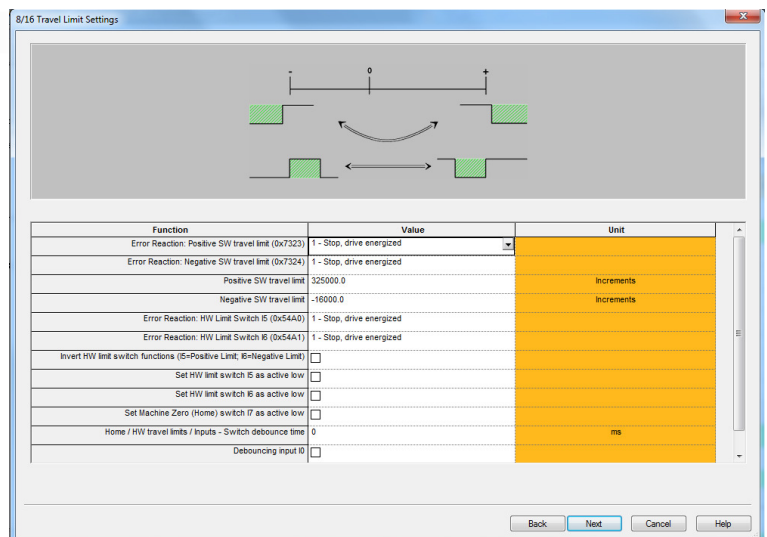 8/16 Travel Limit Settings
- 0 +
Function Value Unit
Error Reaction: Positive SW travel limit (0x7323) 1 - Stop, drive energized
Error Reaction: Negative SW travel limit (0x7324) 1 - Stop, drive energized
Positive SW travel limit 325000.0 Increments
Negative SW travel limit -16000.0 Increments
Error Reaction: HW Limit Switch I5 (0x54A0) 1 - Stop, drive energized
Error Reaction: HW Limit Switch I6 (0x54A1) 1 - Stop, drive energized
Invert HW limit switch functions (I5=Positive Limit; I6=Negative Limit)
Set HW limit switch I5 as active low
Set HW limit switch I6 as active low
Set Machine Zero (Home) switch I7 as active low
Home / HW travel limits / Inputs - Switch debounce time 0 ms
Debouncing input I0
Back Next Cancel Help